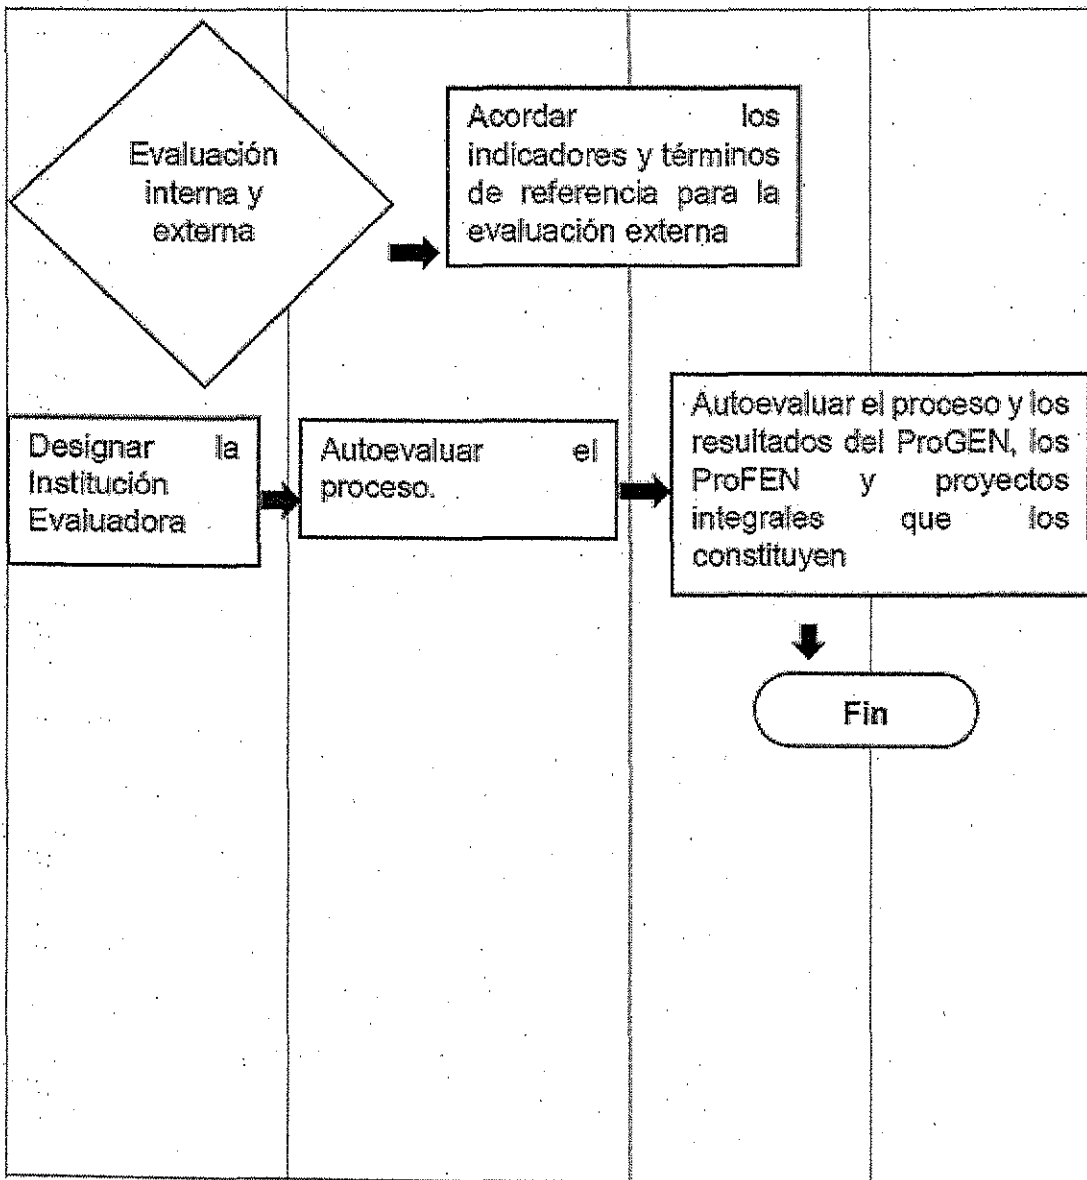 Evaluación
interna y
externa
Acordar los
indicadores y términos
de referencia para la
evaluación externa
Designar la
Institución
Evaluadora
Autoevaluar el
proceso.
Autoevaluar el proceso y los
resultados del ProGEN, los
ProFEN y proyectos
integrales que los
constituyen
Fin